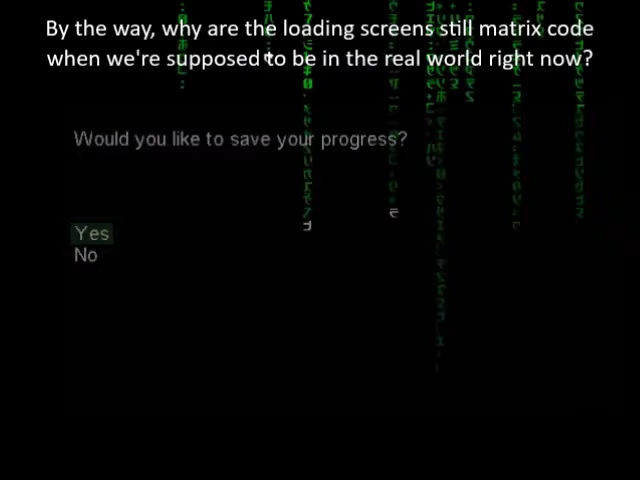 By the way, why are the loading screens still matrix code
when we're supposed to be in the real world right now?
Would you like to save your progress?
Yes
No